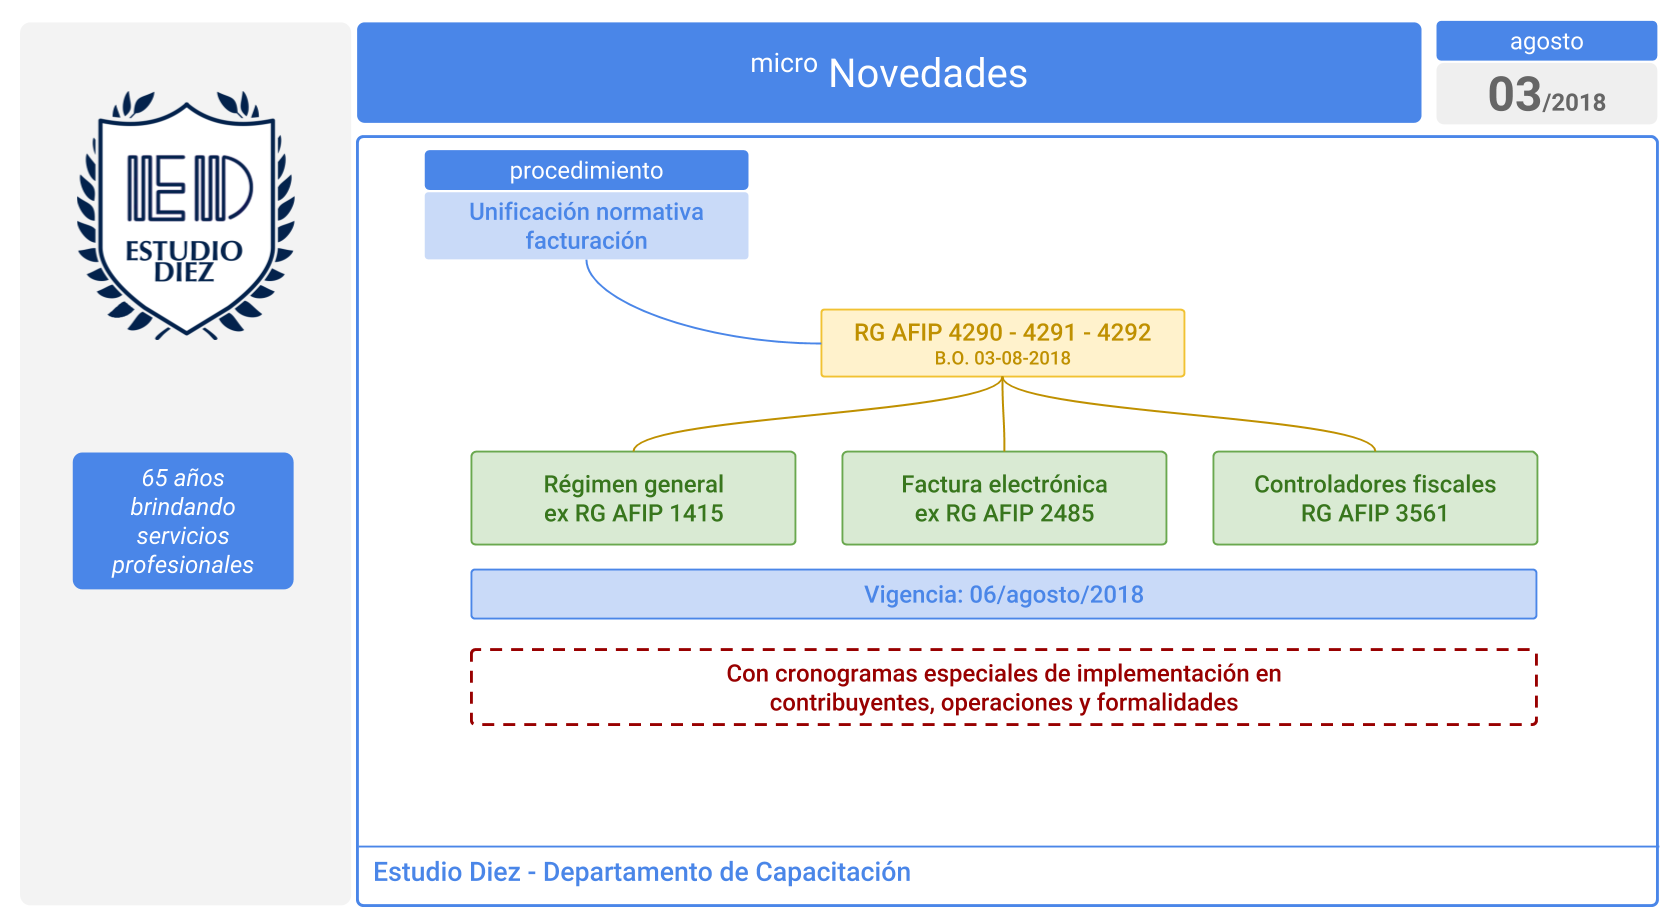 micro Novedades
agosto
03/2018
ED
ESTUDIO
DIEZ
65 años
brindando
servicios
profesionales
procedimiento
Unificación normativa
facturación
RG AFIP 4290 - 4291 - 4292
B.O. 03-08-2018
Régimen general
ex RG AFIP 1415
Factura electrónica
ex RG AFIP 2485
Controladores fiscales
RG AFIP 3561
Vigencia: 06/agosto/2018
Con cronogramas especiales de implementación en
contribuyentes, operaciones y formalidades
Estudio Diez - Departamento de Capacitación